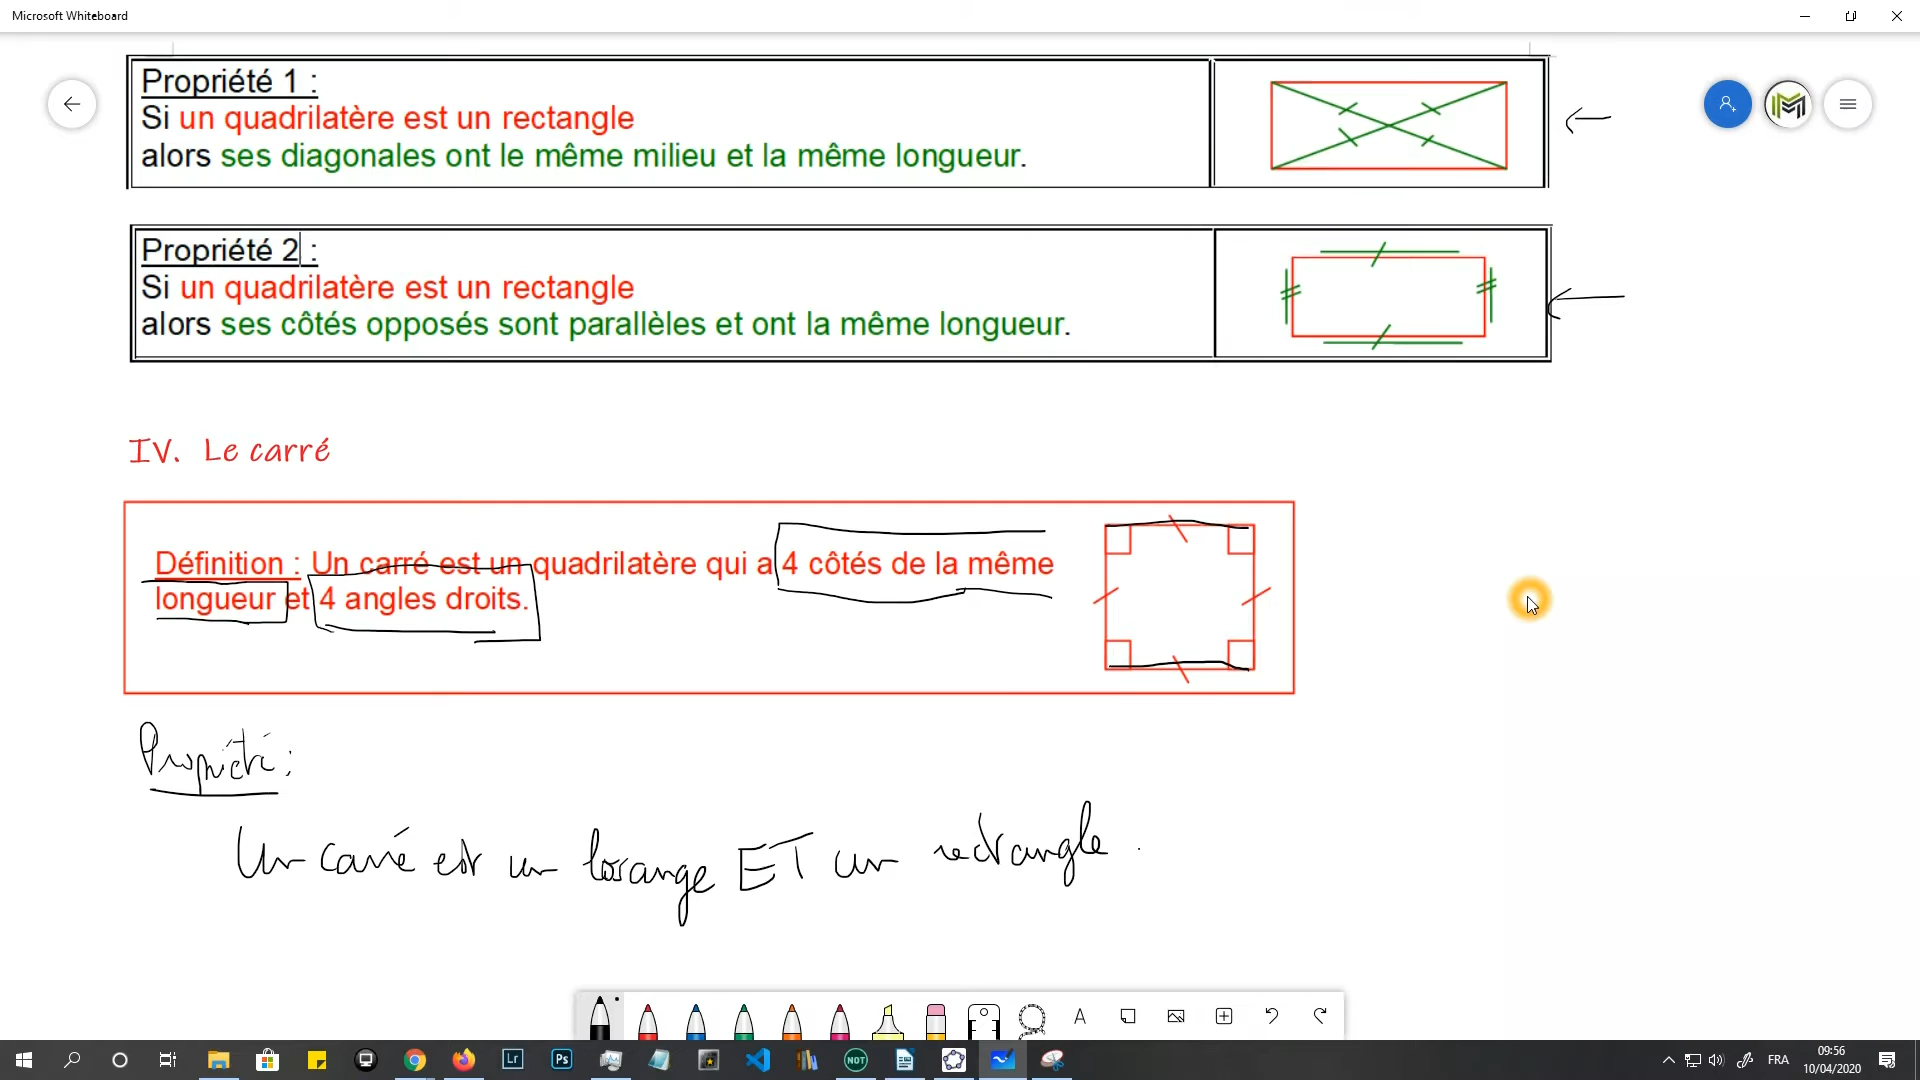 Microsoft Whiteboard
Propriété 1 :
Si un quadrilatère est un rectangle
alors ses diagonales ont le même milieu et la même longueur.
Propriété 2 :
Si un quadrilatère est un rectangle
alors ses côtés opposés sont parallèles et ont la même longueur.
IV. Le carré
Définition : Un carré est un quadrilatère qui a 4 côtés de la même
longueur et 4 angles droits.
Propriété :
Un carré est un losange ET un rectangle.
A
Lr
Ps
NOT
FRA
09:56
10/04/2020